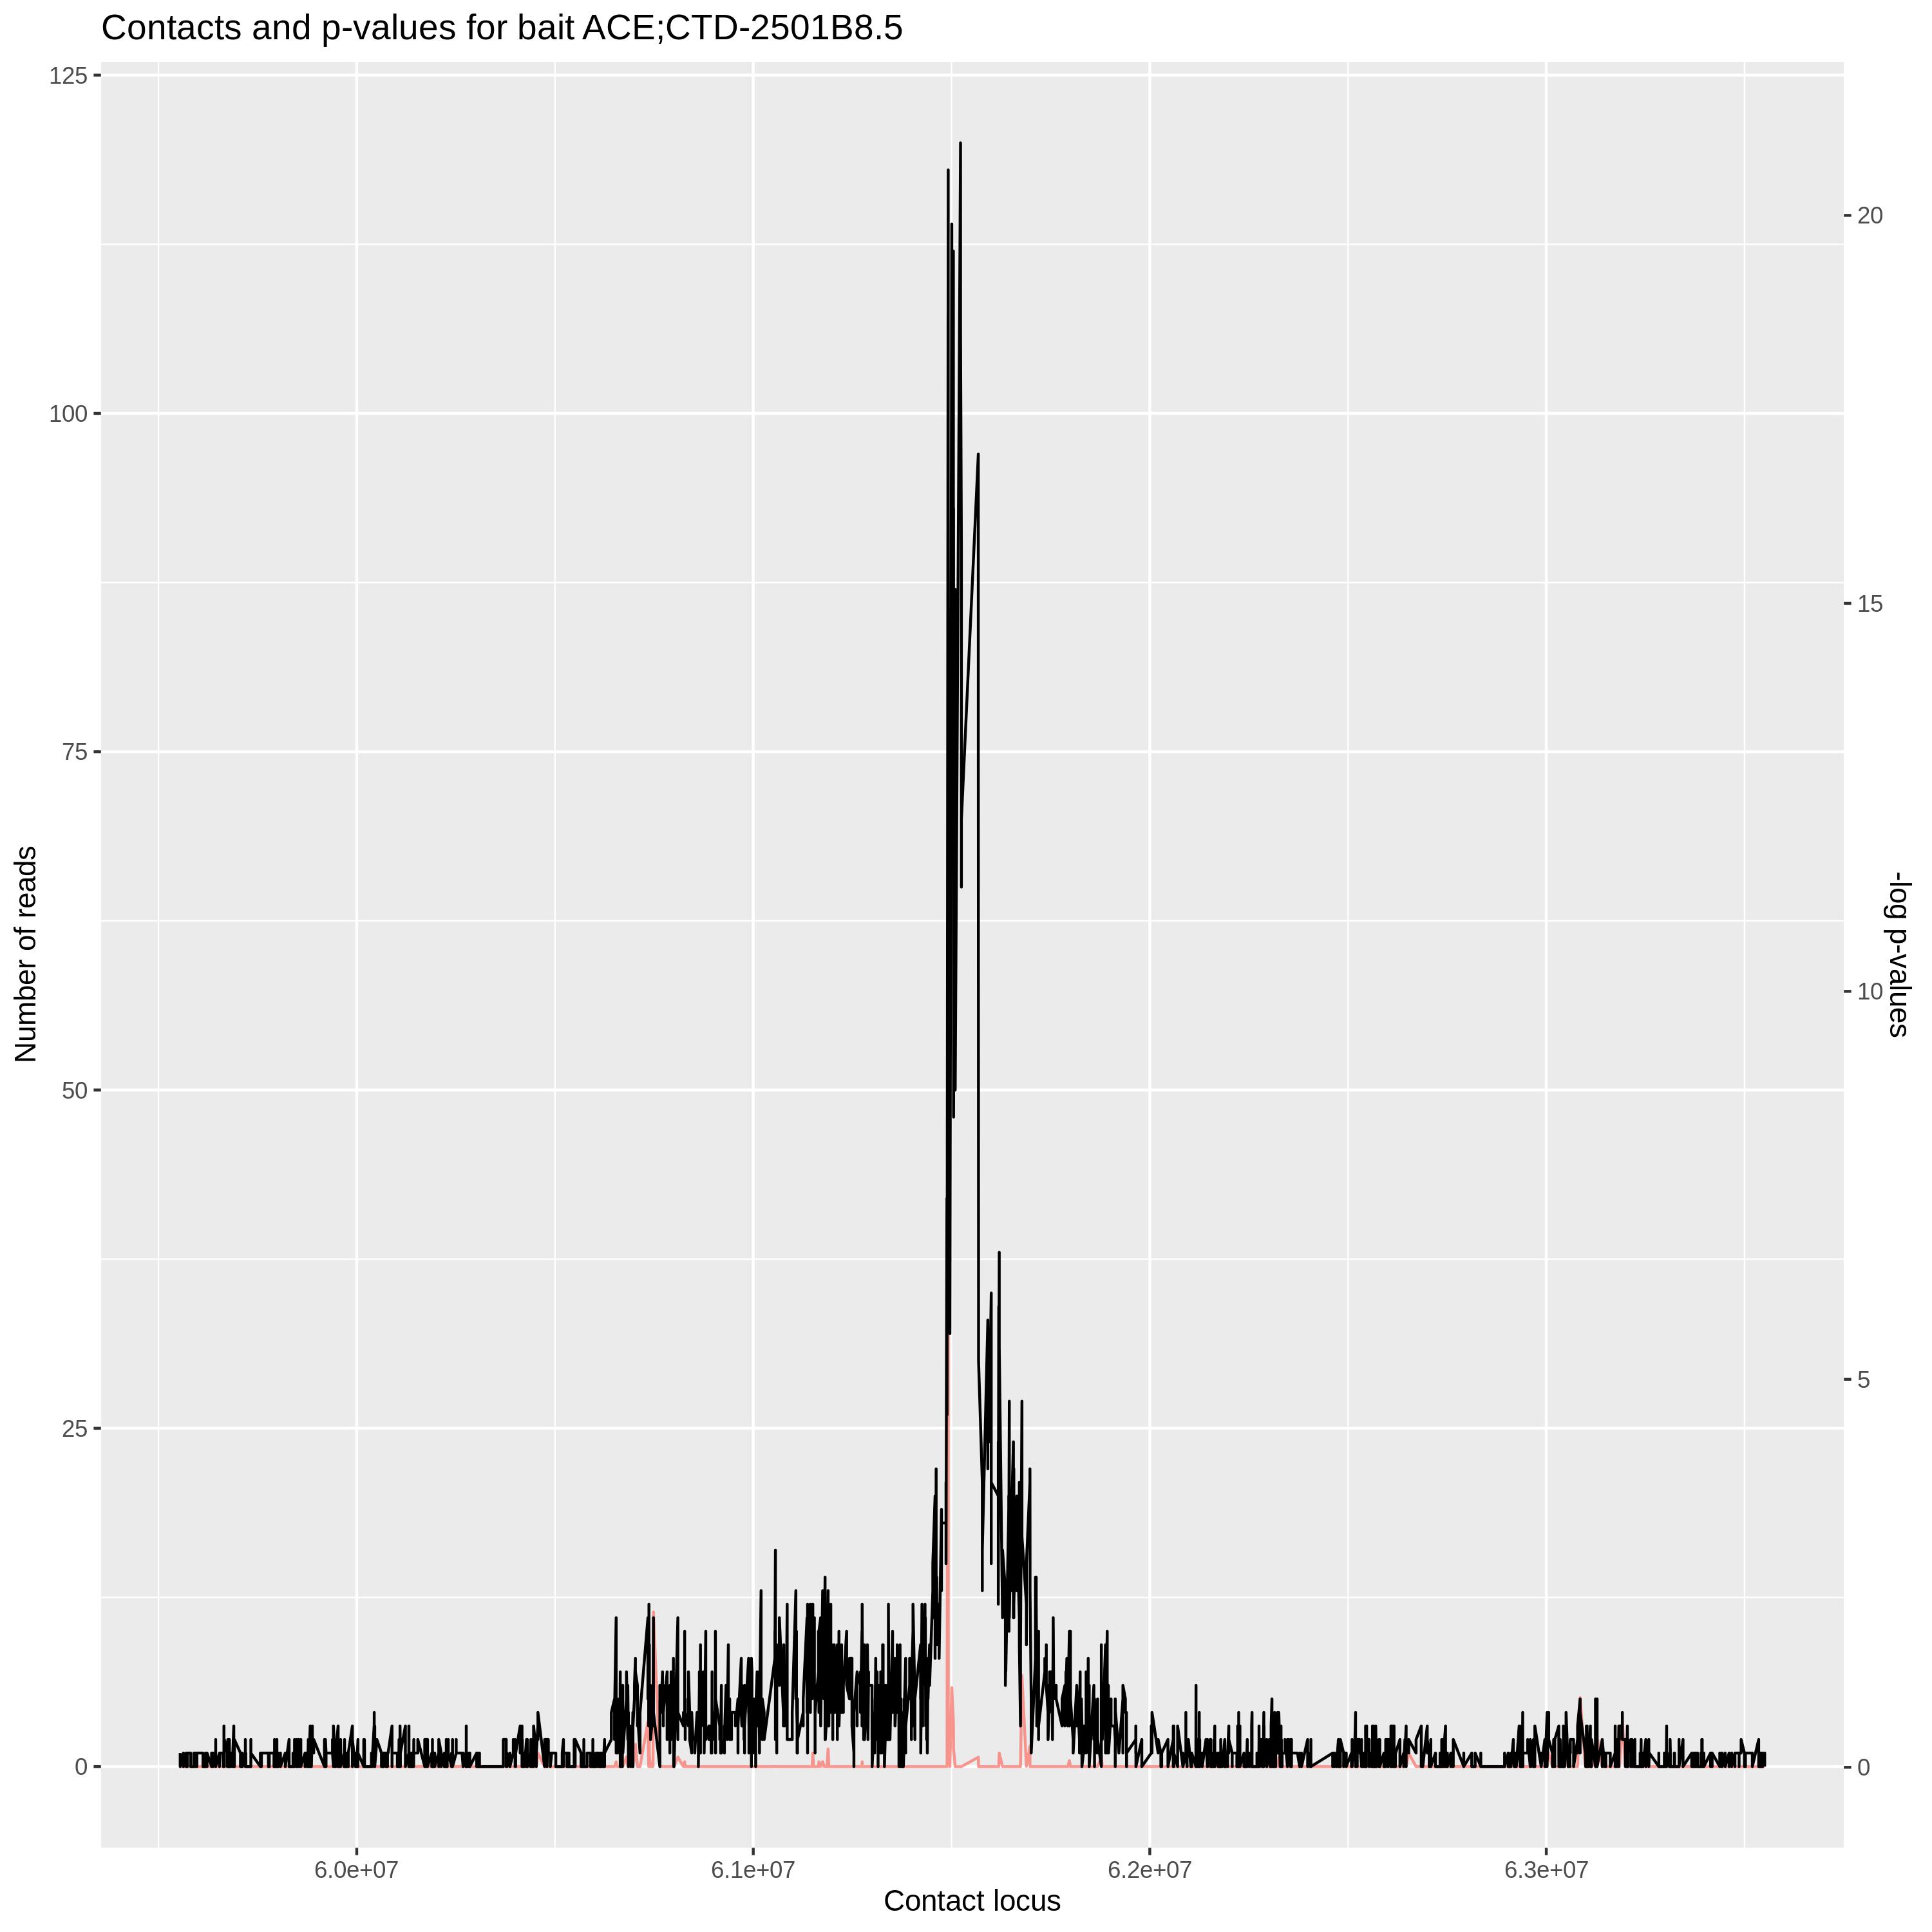 Contacts and p-values for bait ACE;CTD-2501B8.5
125
100
75
50
25
0
Number of reads
20
15
10
5
0
-log p-values
6.0e+07 6.1e+07 6.2e+07 6.3e+07
Contact locus